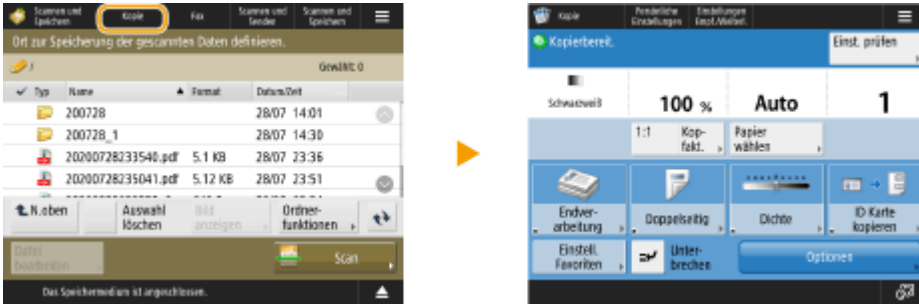 Scannen und Speichern
Kopie
Fax
Scannen und Senden
Scannen und Speichern
Ort zur Speicherung der gescannten Daten definieren.
/
Gewählt: 0
Typ Name Format Datum/Zeit
200728 28/07 14:01
200728_1 28/07 14:30
20200728233540.pdf 5.1 KB 28/07 23:36
20200728235041.pdf 5.12 KB 28/07 23:51
N.oben
Auswahl löschen
Bild anzeigen
Ordner-
funktionen
Datei bearbeiten
Scan
Das Speichermedium ist angeschlossen.
Kopie
Persönliche Einstellungen
Einstellungen Empf./Weiterl.
Kopierbereit.
Einst. prüfen
Schwarzweiß
100 %
Auto
1
1:1
Kop-
fakt.
Papier
wählen
Endver-
arbeitung
Doppelseitig
Dichte
ID Karte
kopieren
Einstell.
Favoriten
Unter-
brechen
Optionen